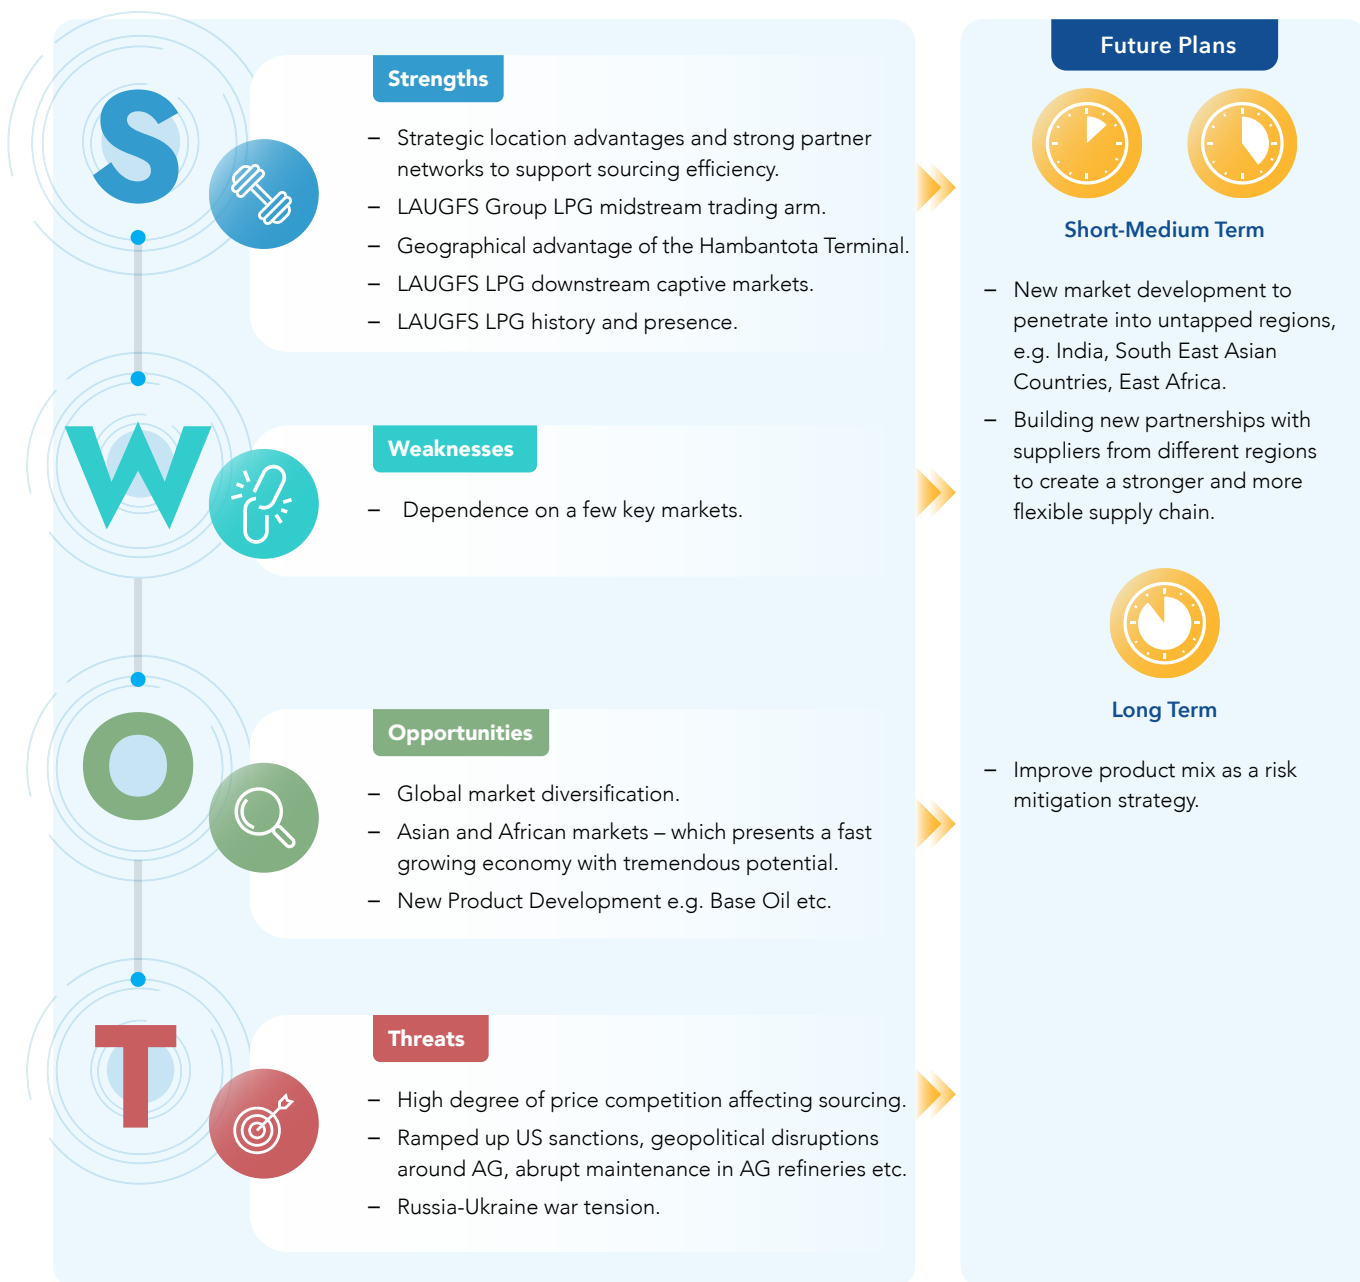 S
Strengths
– Strategic location advantages and strong partner
networks to support sourcing efficiency.
– LAUGFS Group LPG midstream trading arm.
– Geographical advantage of the Hambantota Terminal.
– LAUGFS LPG downstream captive markets.
– LAUGFS LPG history and presence.
W
Weaknesses
– Dependence on a few key markets.
O
Opportunities
– Global market diversification.
– Asian and African markets – which presents a fast
growing economy with tremendous potential.
– New Product Development e.g. Base Oil etc.
T
Threats
– High degree of price competition affecting sourcing.
– Ramped up US sanctions, geopolitical disruptions
around AG, abrupt maintenance in AG refineries etc.
– Russia-Ukraine war tension.
Future Plans
Short-Medium Term
– New market development to
penetrate into untapped regions,
e.g. India, South East Asian
Countries, East Africa.
– Building new partnerships with
suppliers from different regions
to create a stronger and more
flexible supply chain.
Long Term
– Improve product mix as a risk
mitigation strategy.